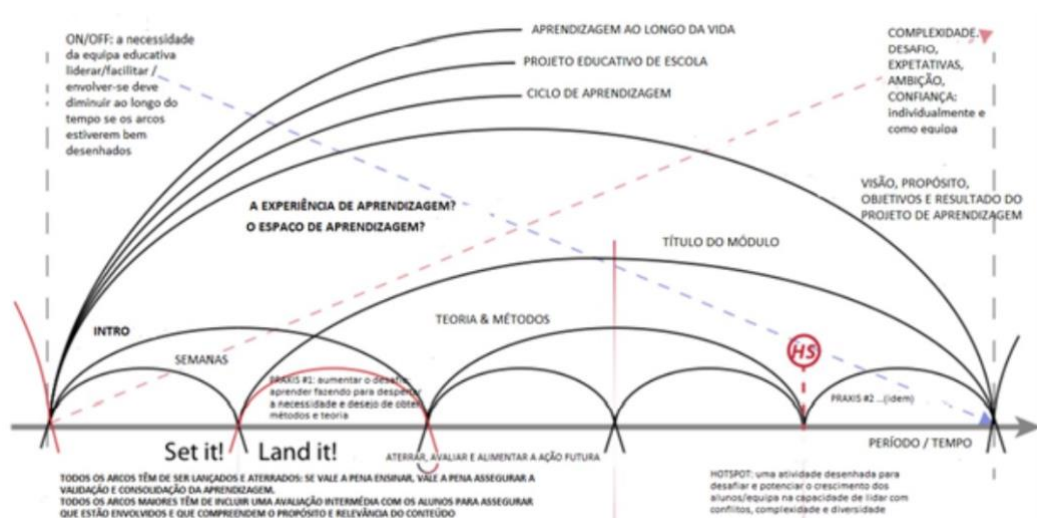 ON/OFF: a necessidade
da equipa educativa
liderar/facilitar /
envolver-se deve
diminuir ao longo do
tempo se os arcos
estiverem bem
desenhados
APRENDIZAGEM AO LONGO DA VIDA
PROJETO EDUCATIVO DE ESCOLA
CICLO DE APRENDIZAGEM
COMPLEXIDADE,
DESAFIO,
EXPETATIVAS,
AMBIÇÃO,
CONFIANÇA:
individualmente e
como equipa
VISÃO, PROPÓSITO,
OBJETIVOS E RESULTADO DO
PROJETO DE APRENDIZAGEM
A EXPERIÊNCIA DE APRENDIZAGEM?
O ESPAÇO DE APRENDIZAGEM?
TÍTULO DO MÓDULO
INTRO
TEORIA & MÉTODOS
SEMANAS
HS
PRAXIS #1: aumentar o desafio:
aprender fazendo para despertar
a necessidade e desejo de obter
métodos e teoria
PRAXIS #2 ...(idem)
Set it!
Land it!
PERÍODO / TEMPO
ATERRAR, AVALIAR E ALIMENTAR A AÇÃO FUTURA
TODOS OS ARCOS TÊM DE SER LANÇADOS E ATERRADOS: SE VALE A PENA ENSINAR, VALE A PENA ASSEGURAR A
VALIDAÇÃO E CONSOLIDAÇÃO DA APRENDIZAGEM.
TODOS OS ARCOS MAIORES TÊM DE INCLUIR UMA AVALIAÇÃO INTERMÉDIA COM OS ALUNOS PARA ASSEGURAR
QUE ESTÃO ENVOLVIDOS E QUE COMPREENDEM O PROPÓSITO E RELEVÂNCIA DO CONTEÚDO
HOTSPOT: uma atividade desenhada para
desafiar e potenciar o crescimento dos
alunos/equipa na capacidade de lidar com
conflitos, complexidade e diversidade